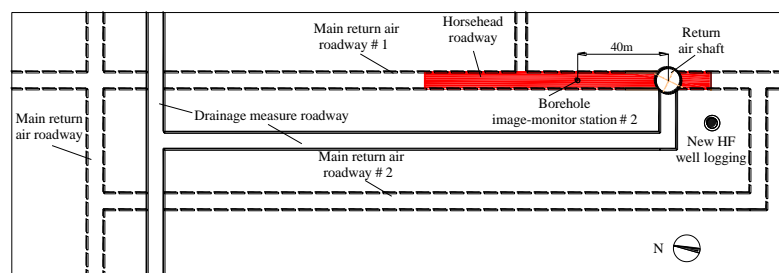 Main return air
roadway # 1
Horsehead
roadway
40m
Return
air shaft
Main return
air roadway
Drainage measure roadway
Borehole
image-monitor station # 2
Main return air
roadway # 2
New HF
well logging
N